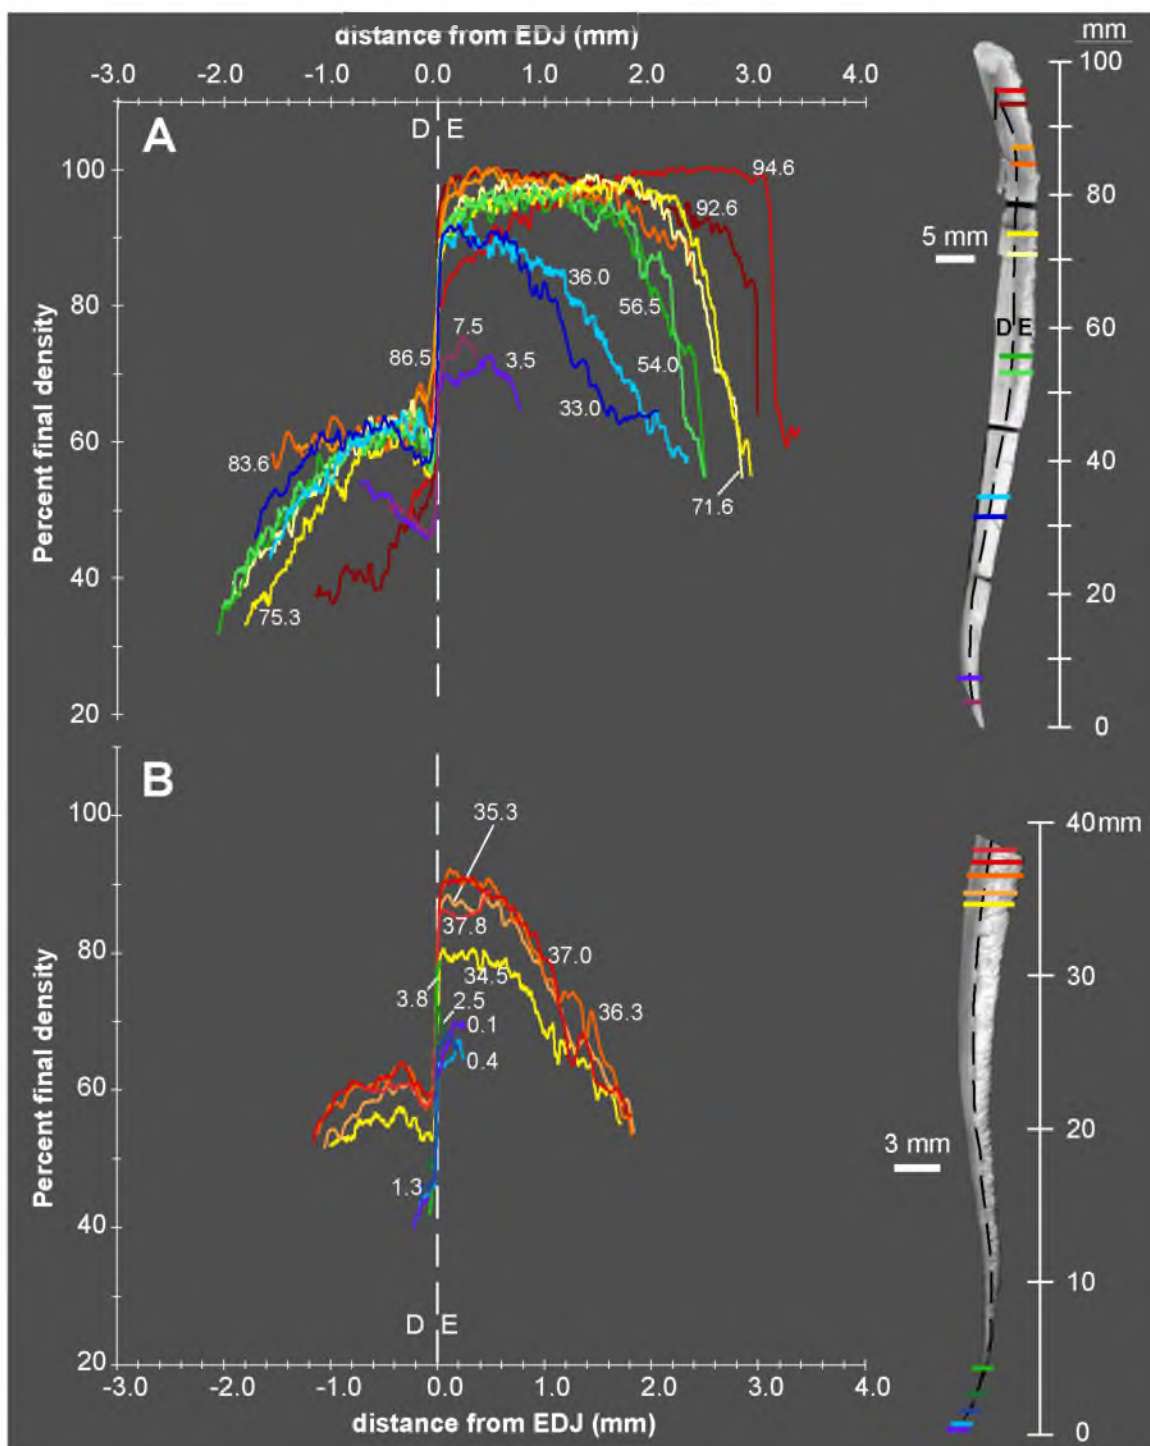 distance from EDJ (mm)
-3.0 -2.0 -1.0 0.0 1.0 2.0 3.0 4.0
mm
A
D E
100
80
60
40
20
Percent final density
94.6
92.6
36.0
56.5
7.5
86.5
3.5
54.0
33.0
83.6
71.6
75.3
5 mm
D E
100
80
60
40
20
0
B
100
80
60
40
20
Percent final density
35.3
37.8
37.0
34.5
3.8
2.5
36.3
0.1
0.4
1.3
D E
-3.0 -2.0 -1.0 0.0 1.0 2.0 3.0 4.0
distance from EDJ (mm)
3 mm
40 mm
30
20
10
0